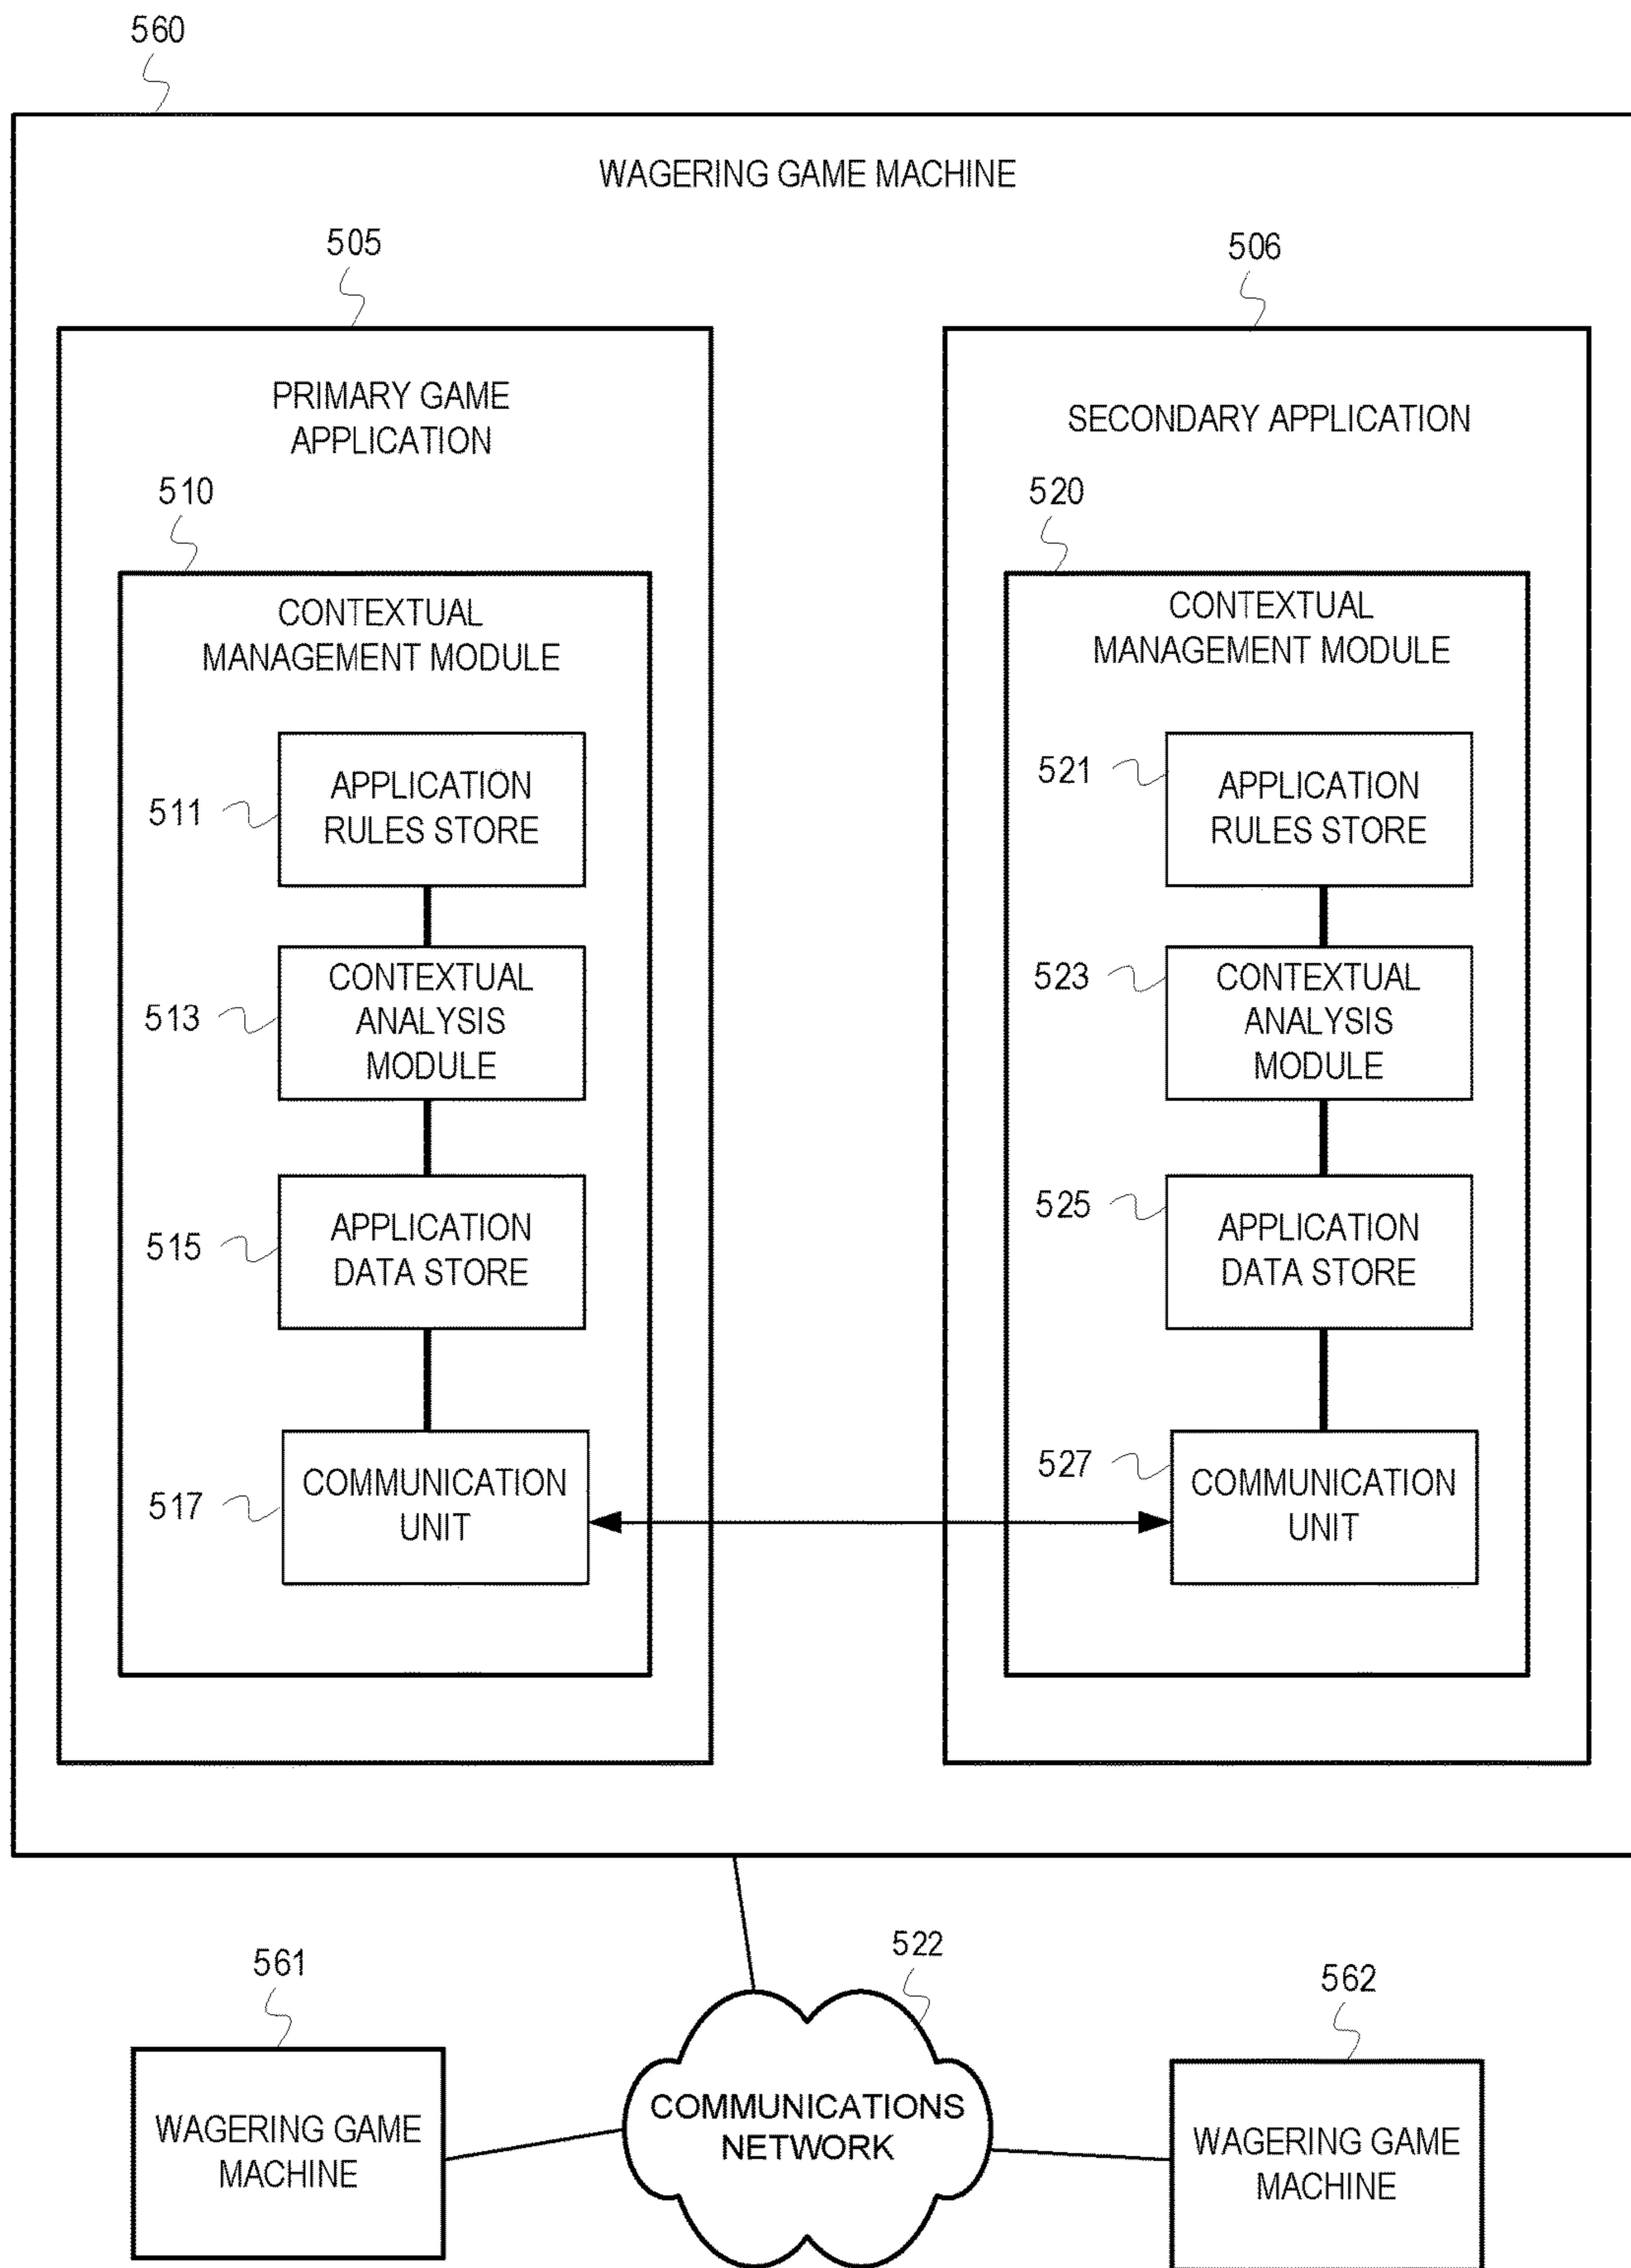 560
WAGERING GAME MACHINE
505
506
PRIMARY GAME
APPLICATION
SECONDARY APPLICATION
510
520
CONTEXTUAL
MANAGEMENT MODULE
CONTEXTUAL
MANAGEMENT MODULE
511
APPLICATION
RULES STORE
521
APPLICATION
RULES STORE
513
CONTEXTUAL
ANALYSIS
MODULE
523
CONTEXTUAL
ANALYSIS
MODULE
515
APPLICATION
DATA STORE
525
APPLICATION
DATA STORE
517
COMMUNICATION
UNIT
527
COMMUNICATION
UNIT
522
561
562
WAGERING GAME
MACHINE
COMMUNICATIONS
NETWORK
WAGERING GAME
MACHINE